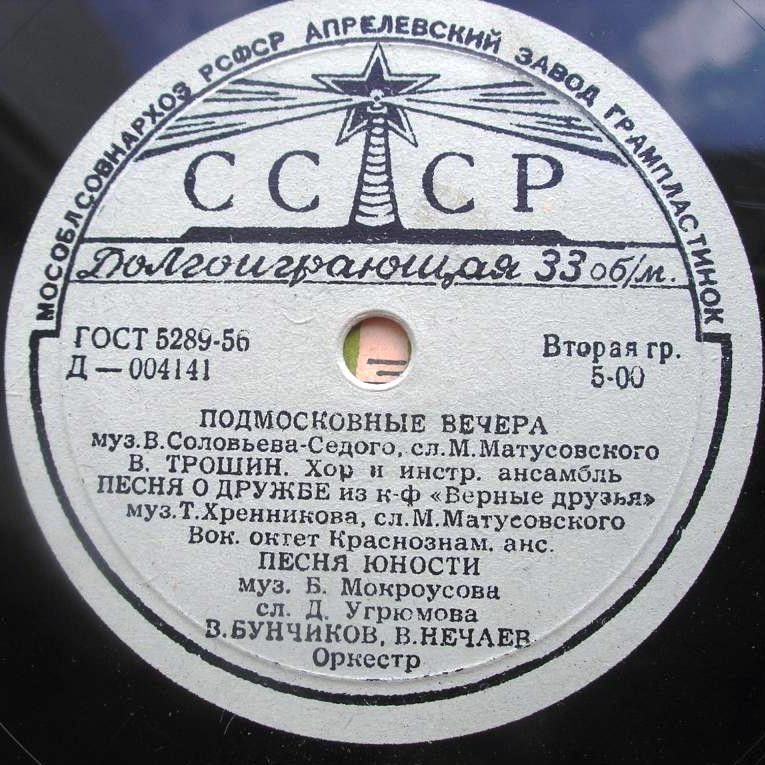 МОСОБЛСОВНАРХОЗ РСФСР АПРЕЛЕВСКИЙ ЗАВОД ГРАМПЛАСТИНОК
СССР
Долгоиграющая 33 об/м.
ГОСТ 5289-56
Д — 004141
Вторая гр.
5-00
ПОДМОСКОВНЫЕ ВЕЧЕРА
муз. В. Соловьева-Седого, сл. М. Матусовского
В. ТРОШИН. Хор и инстр. ансамбль
ПЕСНЯ О ДРУЖБЕ из к-ф «Верные друзья»
муз. Т. Хренникова, сл. М. Матусовского
Вок. октет Краснознам. анс.
ПЕСНЯ ЮНОСТИ
муз. Б. Мокроусова
сл. Д. Угрюмова
В. БУНЧИКОВ, В. НЕЧАЕВ
Оркестр